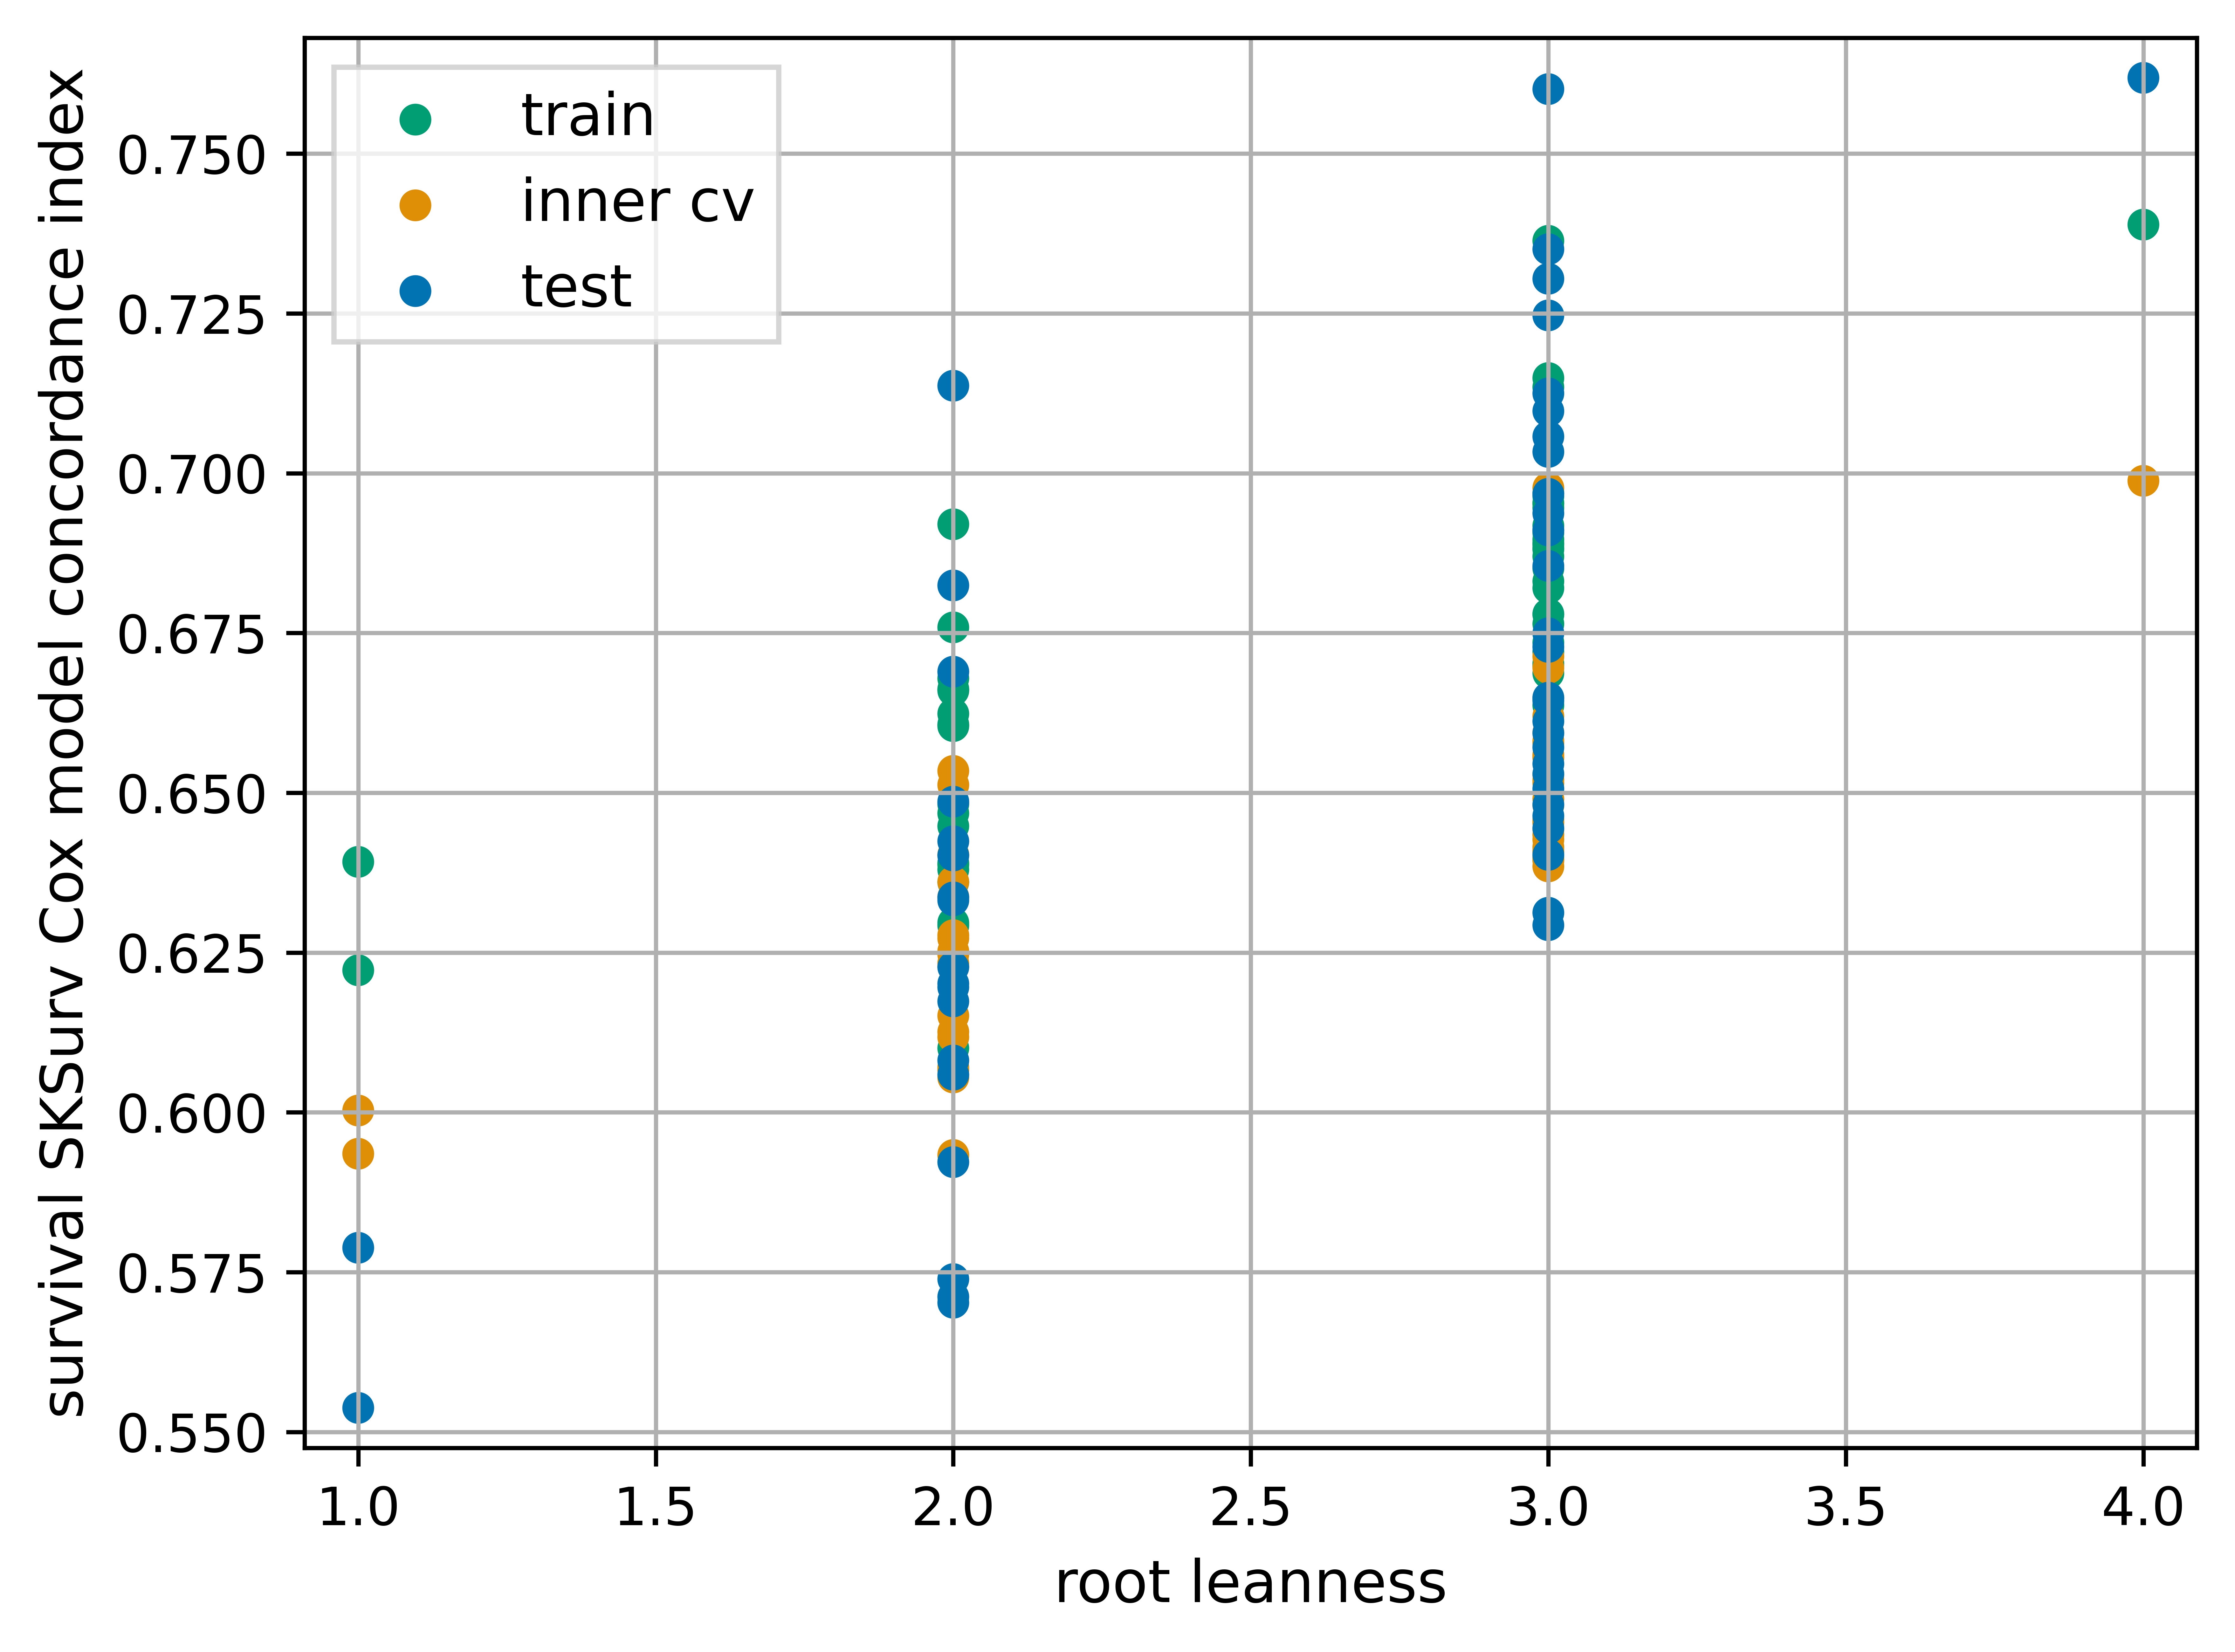 survival SKSurv Cox model concordance index
train
inner cv
test
0.750
0.725
0.700
0.675
0.650
0.625
0.600
0.575
0.550
1.0 1.5 2.0 2.5 3.0 3.5 4.0
root leanness